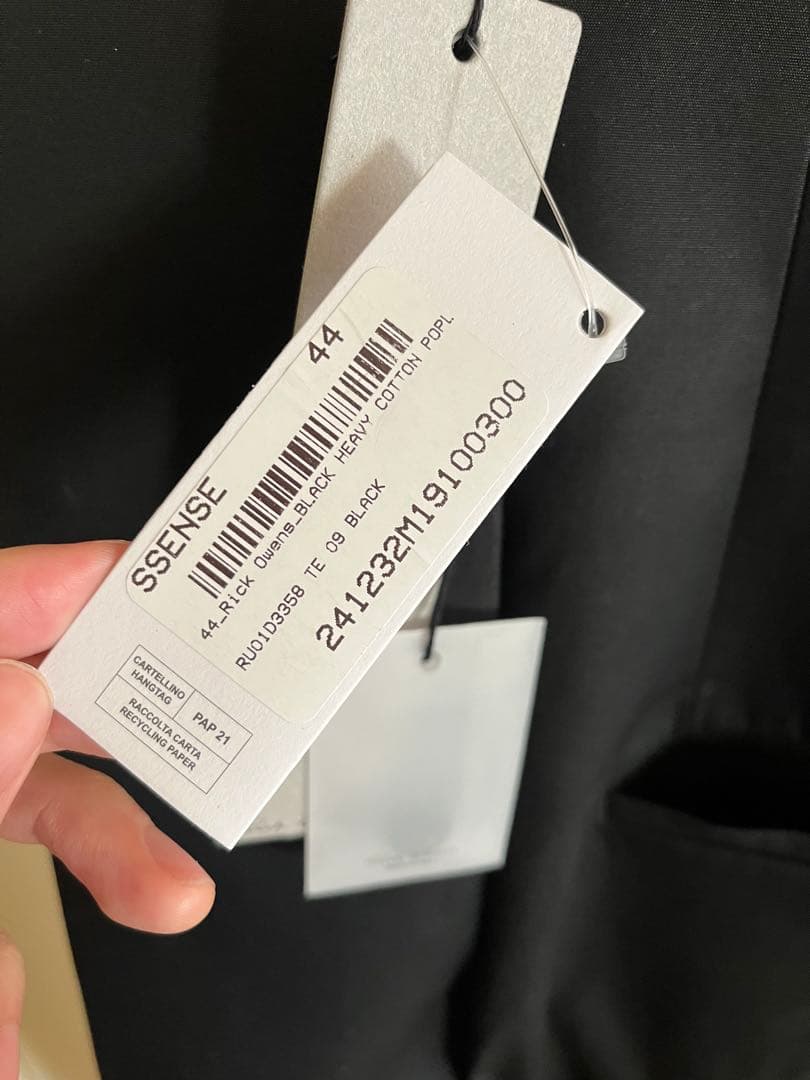 44
SSENSE
44_Rick Owens_BLACK HEAVY COTTON POPL
RU01D3358 TE 09 BLACK
241232M19100300
CARTELLINO
HANGTAG
PAP 21
RACCOLTA CARTA
RECYCLING PAPER